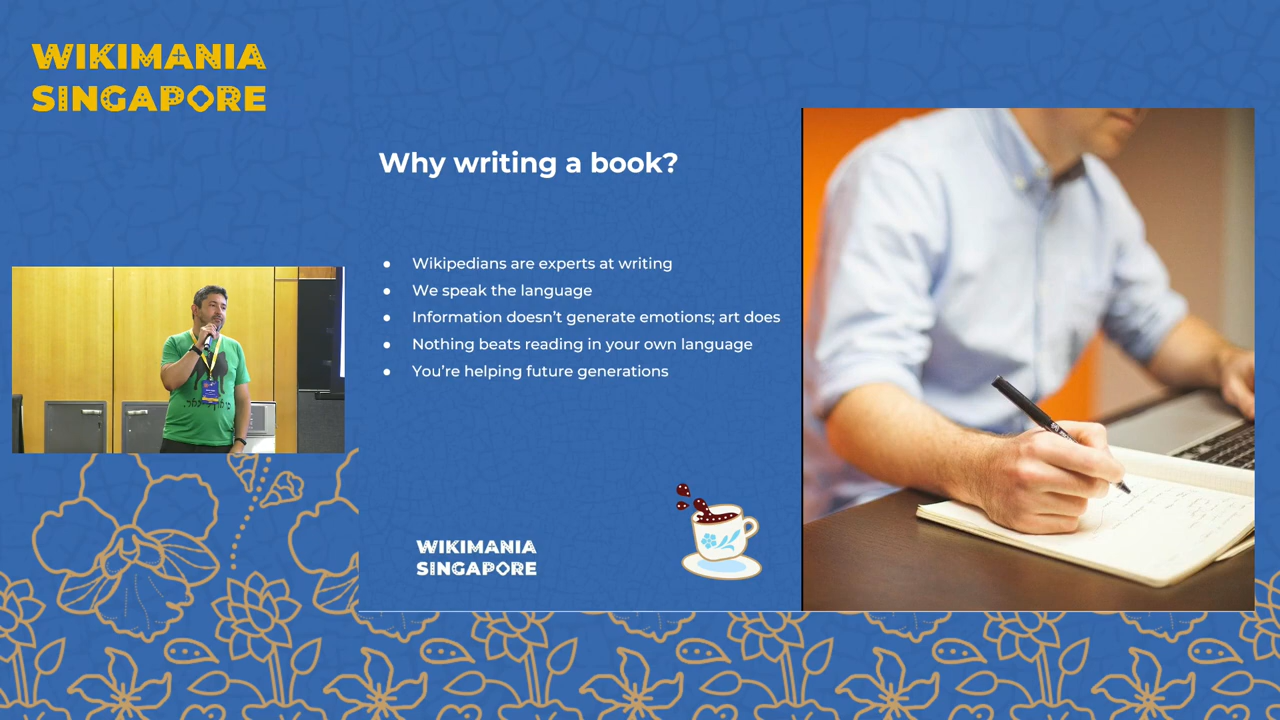 WIKIMANIA
SINGAPORE
Why writing a book?
● Wikipedians are experts at writing
● We speak the language
● Information doesn’t generate emotions; art does
● Nothing beats reading in your own language
● You’re helping future generations
WIKIMANIA
SINGAPORE